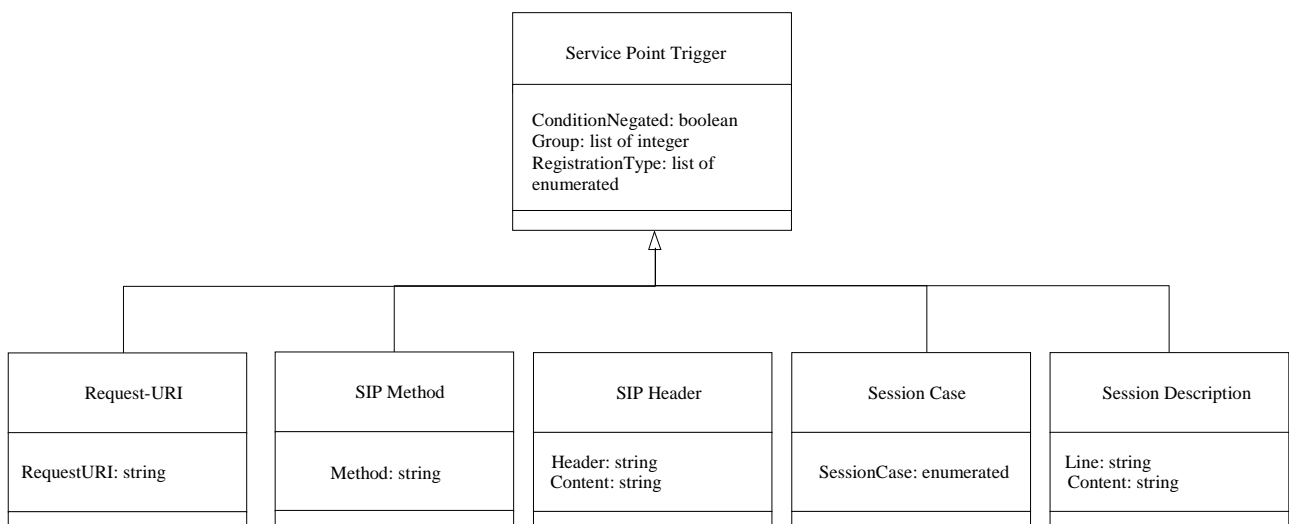 Service Point Trigger
ConditionNegated: boolean
Group: list of integer
RegistrationType: list of
enumerated
Request-URI
RequestURI: string
SIP Method
Method: string
SIP Header
Header: string
Content: string
Session Case
SessionCase: enumerated
Session Description
Line: string
Content: string